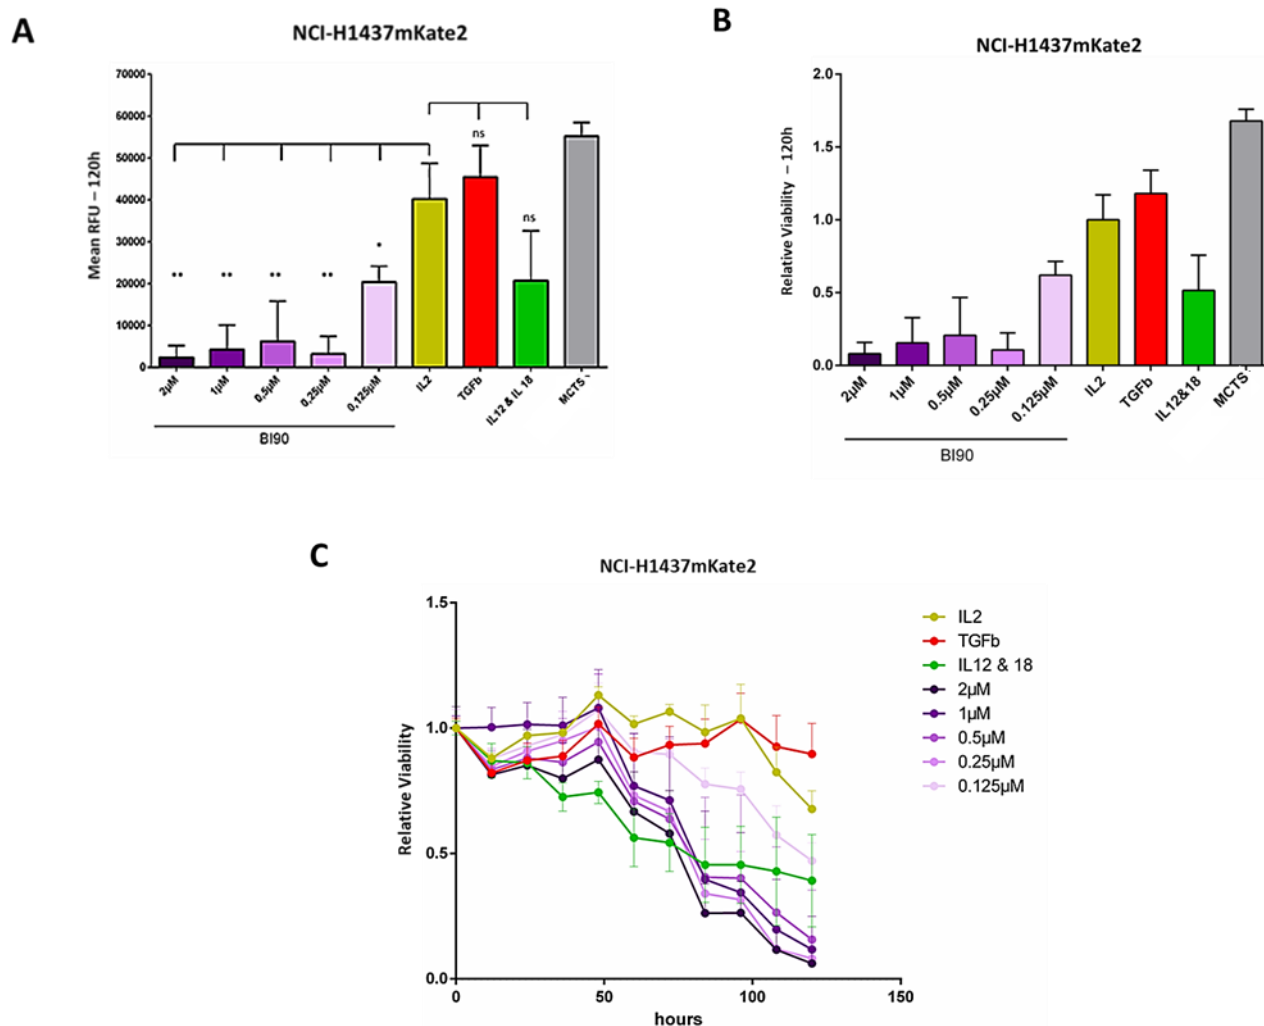 A
NCI-H1437mKate2
Mean RFU – 120h
70000
60000
50000
40000
30000
20000
10000
0
ns
ns
•
•• •• •• ••
2μM 1μM 0.5μM 0.25μM 0.125μM IL2 TGFb IL12 & IL 18 MCTS`
BI90
B
NCI-H1437mKate2
Relative Viability – 120h
2.0
1.5
1.0
0.5
0.0
2μM 1μM 0.5μM 0.25μM 0.125μM IL2 TGFb IL12&18 MCTS`
BI90
C
NCI-H1437mKate2
Relative Viability
1.5
1.0
0.5
0.0
0 50 100 150
hours
IL2
TGFb
IL12 & 18
2μM
1μM
0.5μM
0.25μM
0.125μM